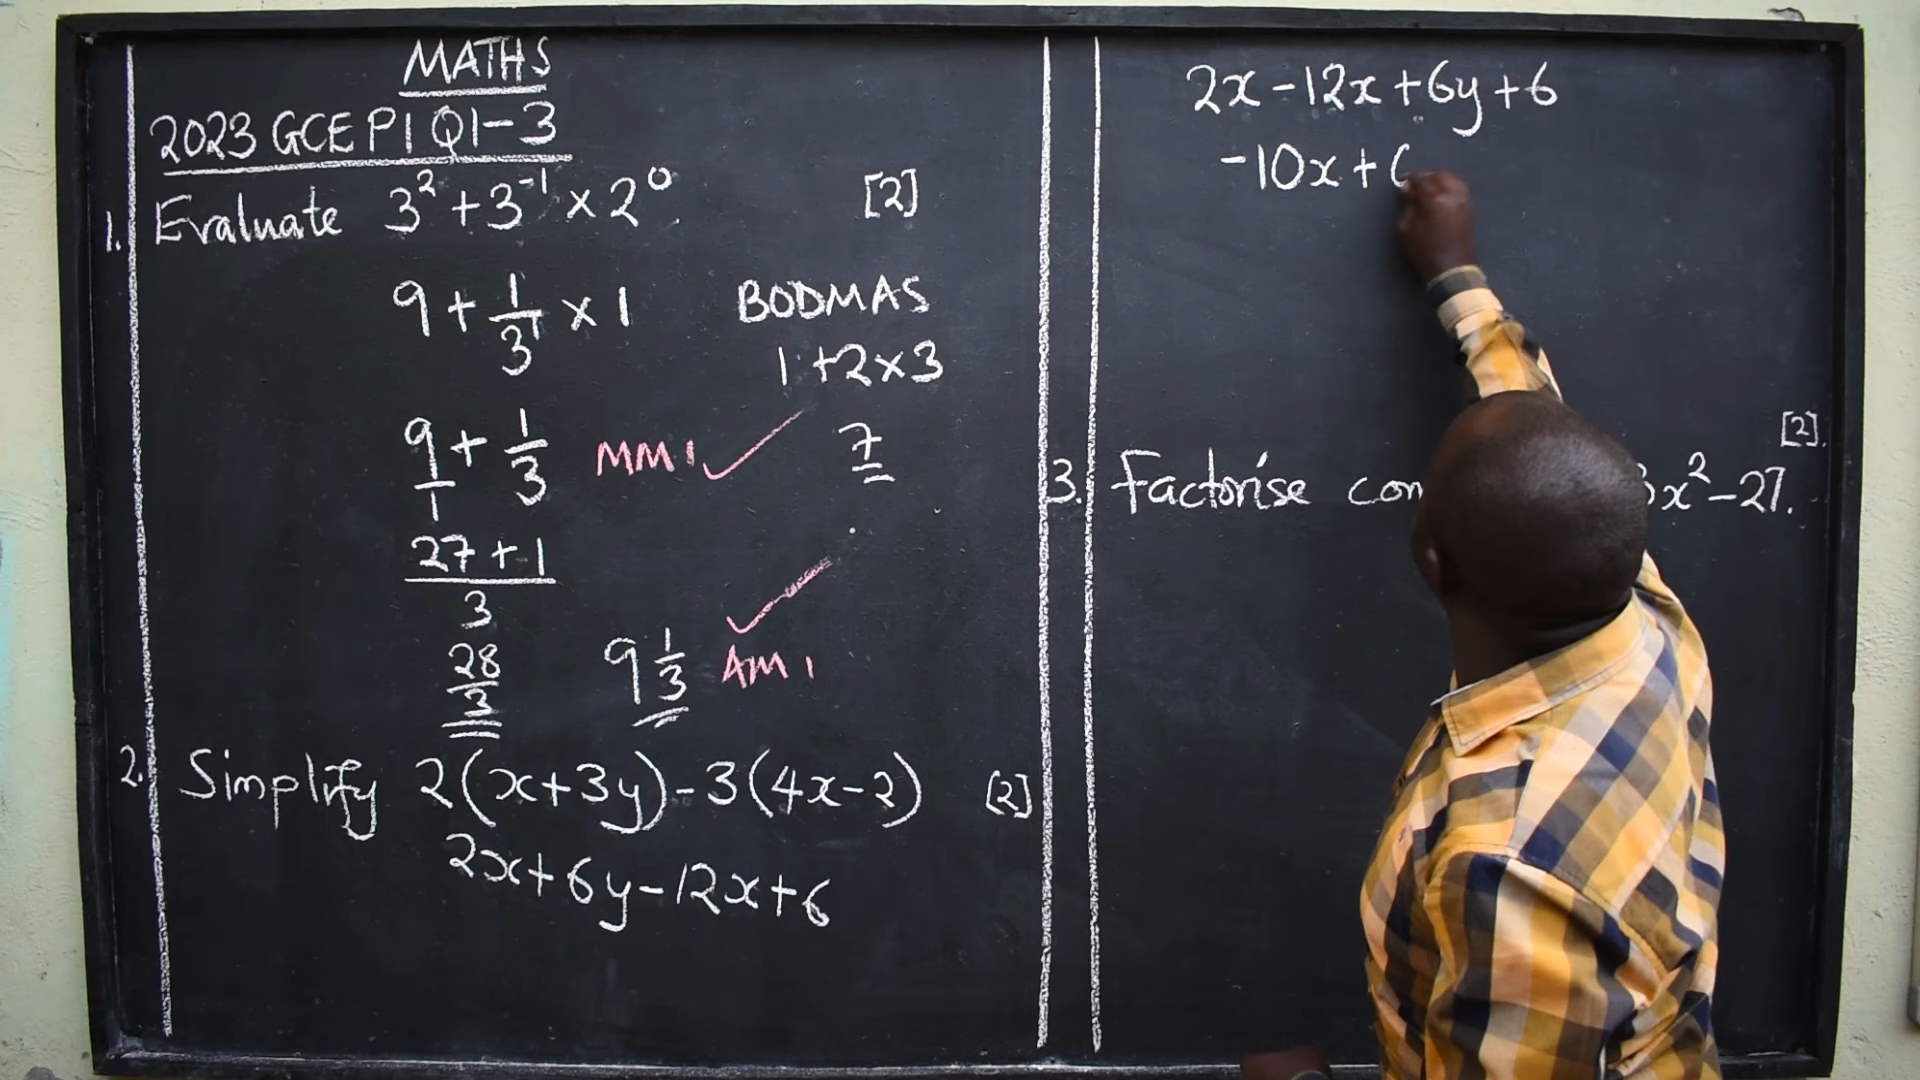 MATHS
2023 GCE P1 Q1-3
1. Evaluate 3² + 3⁻¹ × 2⁰ [2]
9 + 1/3¹ × 1
BODMAS
1 + 2 × 3
7
9/1 + 1/3 MM1 ✓
27 + 1
3
28/3 9 1/3 AM1 ✓
2. Simplify 2(x+3y)-3(4x-2) [2]
2x+6y-12x+6
2x-12x+6y+6
-10x+
[2].
3. Factorise x²-27.